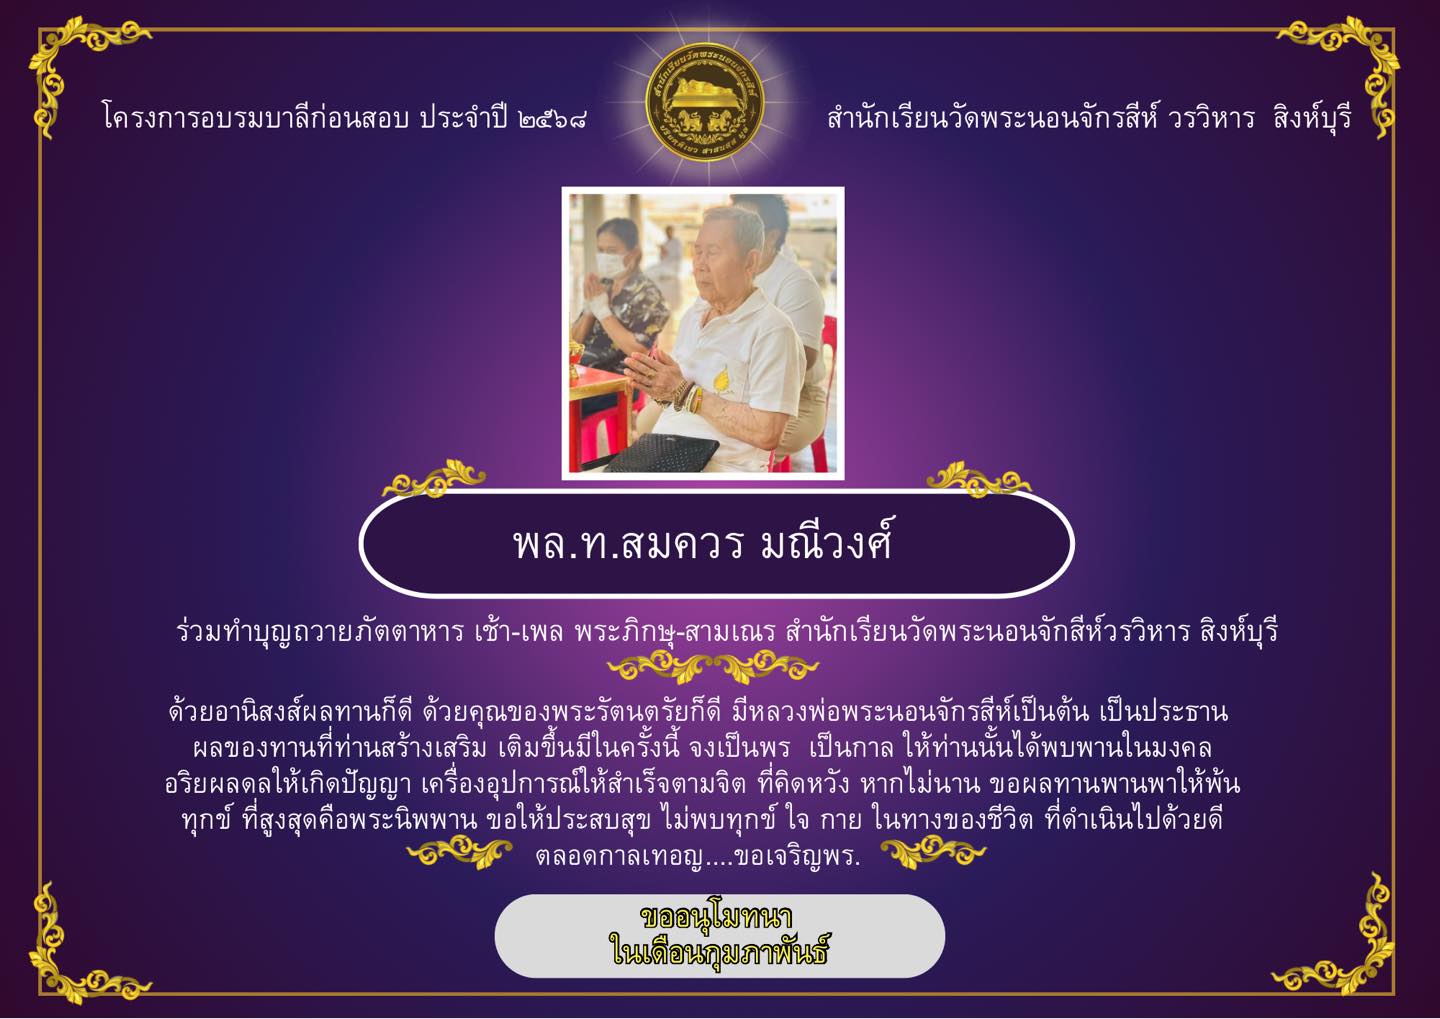 โครงการอบรมบาลีก่อนสอบ ประจำปี ๒๕๖๘
สำนักเรียนวัดพระนอนจักรสีห์ วรวิหาร สิงห์บุรี
สำนักเรียนวัดพระนอนจักรสีห์
พล.ท.สมควร มณีวงศ์
ร่วมทำบุญถวายภัตตาหาร เช้า-เพล พระภิกษุ-สามเณร สำนักเรียนวัดพระนอนจักสีห์วรวิหาร สิงห์บุรี
ด้วยอานิสงส์ผลทานก็ดี ด้วยคุณของพระรัตนตรัยก็ดี มีหลวงพ่อพระนอนจักรสีห์เป็นต้น เป็นประธาน
ผลของทานที่ท่านสร้างเสริม เติมขึ้นมีในครั้งนี้ จงเป็นพร เป็นกาล ให้ท่านนั้นได้พบพานในมงคล
อริยผลดลให้เกิดปัญญา เครื่องอุปการณ์ให้สำเร็จตามจิต ที่คิดหวัง หากไม่นาน ขอผลทานพานพาให้พ้น
ทุกข์ ที่สูงสุดคือพระนิพพาน ขอให้ประสบสุข ไม่พบทุกข์ ใจ กาย ในทางของชีวิต ที่ดำเนินไปด้วยดี
ตลอดกาลเทอญ....ขอเจริญพร.
ขออนุโมทนา
ในเดือนกุมภาพันธ์